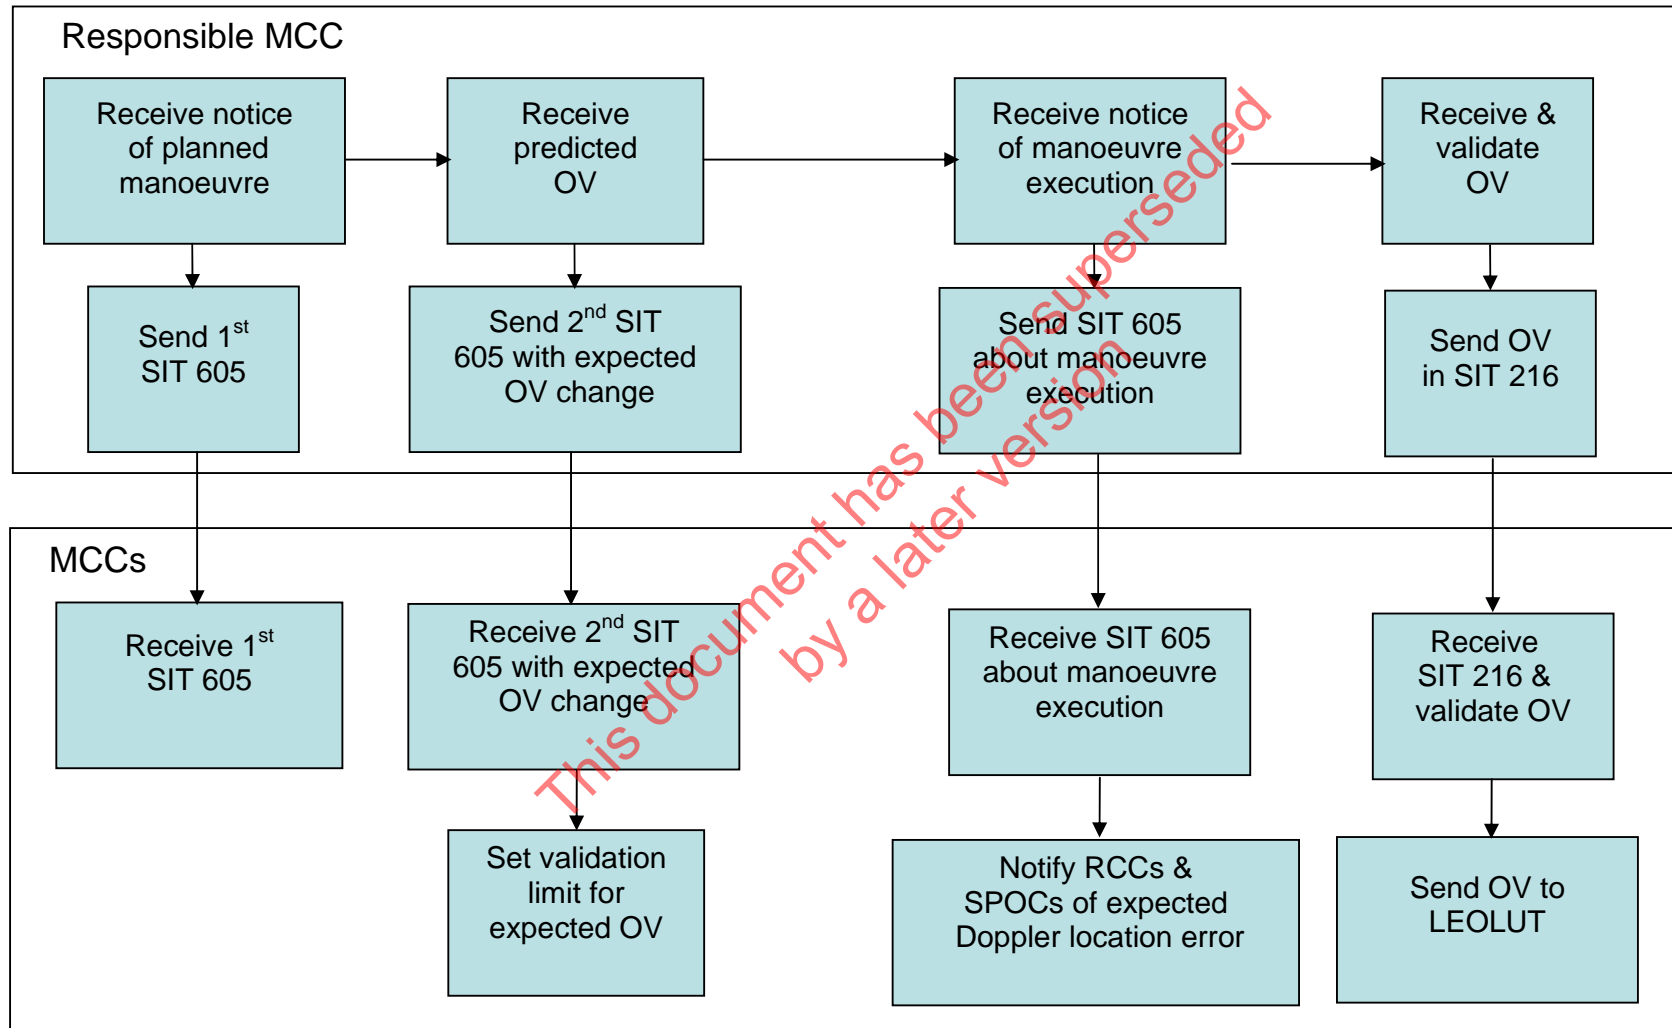 Responsible MCC
Receive notice
of planned
manoeuvre
Receive
predicted
OV
Receive notice
of manoeuvre
execution
Receive &
validate
OV
Send 1st
SIT 605
Send 2nd SIT
605 with expected
OV change
Send SIT 605
about manoeuvre
execution
Send OV
in SIT 216
MCCs
Receive 1st
SIT 605
Receive 2nd SIT
605 with expected
OV change
Receive SIT 605
about manoeuvre
execution
Receive
SIT 216 &
validate OV
Set validation
limit for
expected OV
Notify RCCs &
SPOCs of expected
Doppler location error
Send OV to
LEOLUT
This document has been superseded
by a later version